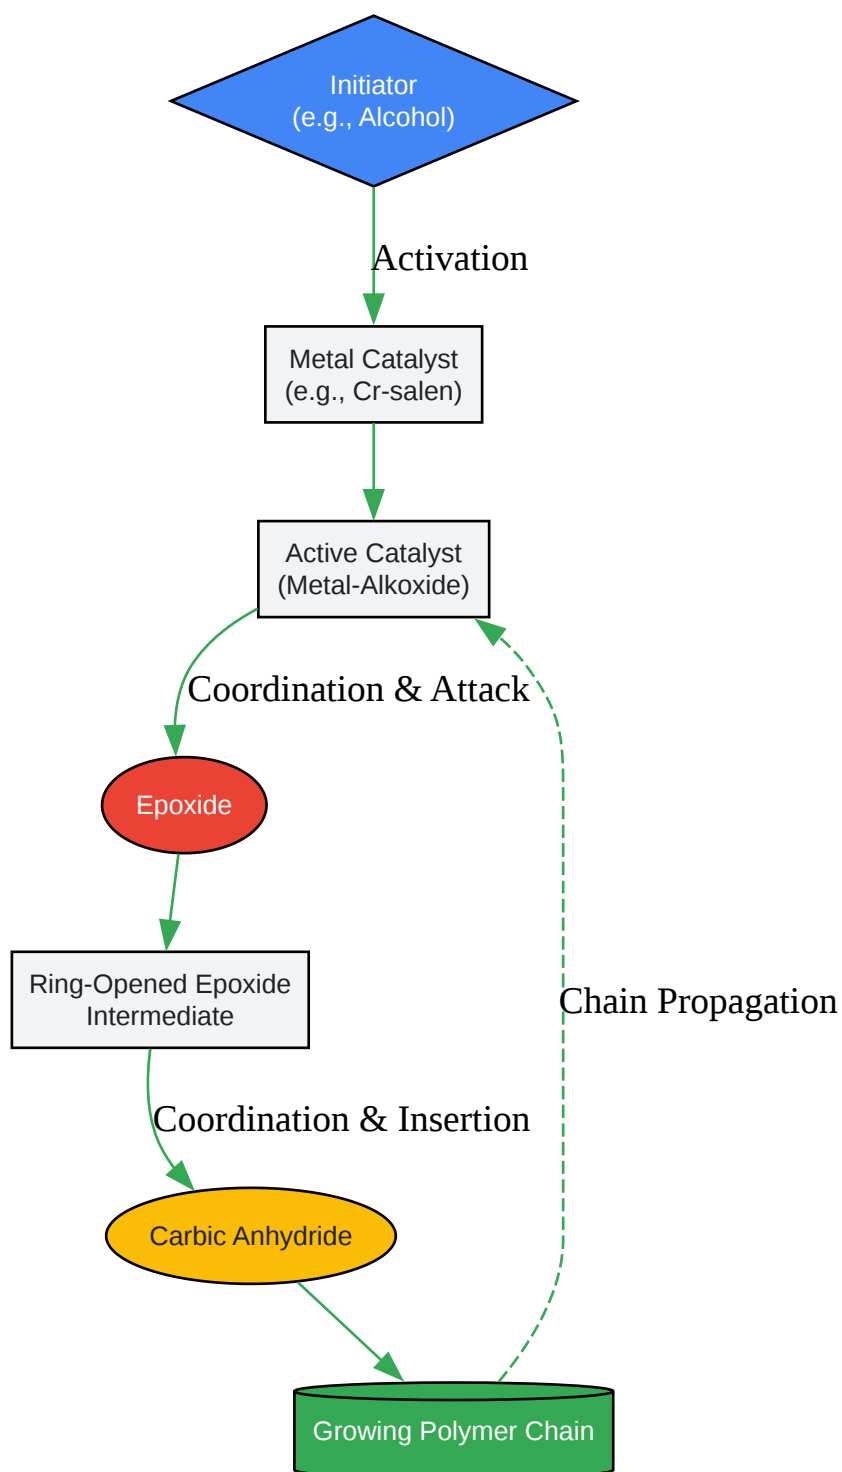 Initiator
(e.g., Alcohol)
Activation
Metal Catalyst
(e.g., Cr-salen)
Active Catalyst
(Metal-Alkoxide)
Coordination & Attack
Epoxide
Ring-Opened Epoxide
Intermediate
Chain Propagation
Coordination & Insertion
Carbic Anhydride
Growing Polymer Chain